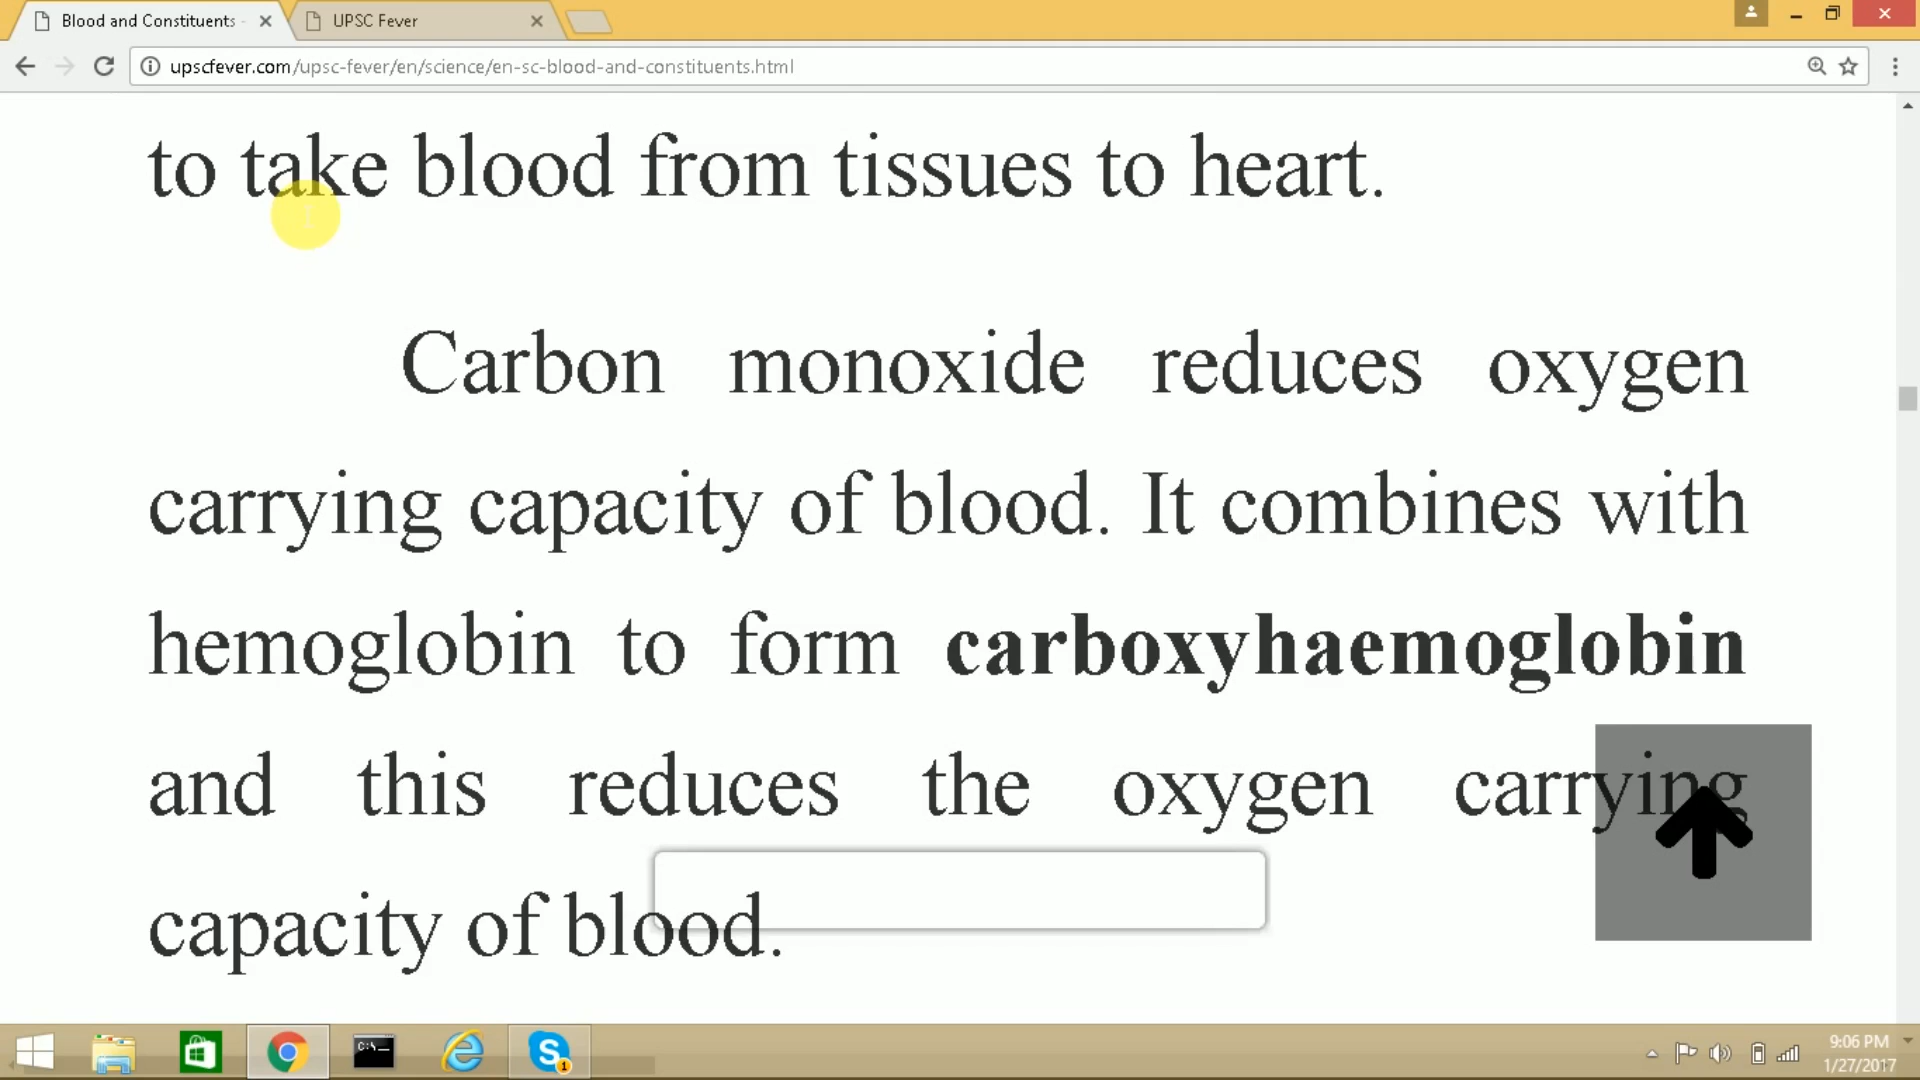 Blood and Constituents -
UPSC Fever
upscfever.com/upsc-fever/en/science/en-sc-blood-and-constituents.html
to take blood from tissues to heart.
Carbon monoxide reduces oxygen
carrying capacity of blood. It combines with
hemoglobin to form carboxyhaemoglobin
and this reduces the oxygen carrying
capacity of blood.
C:\_
S 1
9:06 PM
1/27/2017